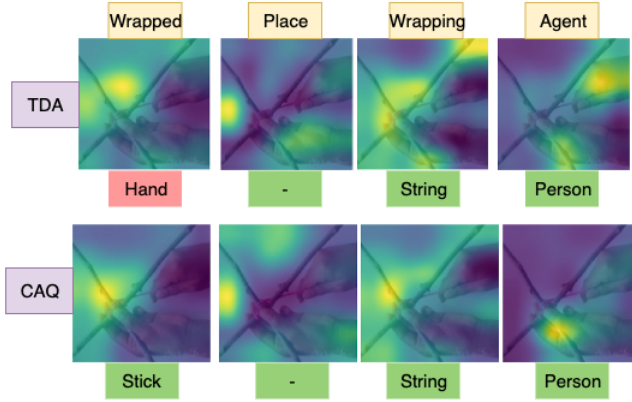 Wrapped Place Wrapping Agent
TDA
Hand - String Person
CAQ
Stick - String Person